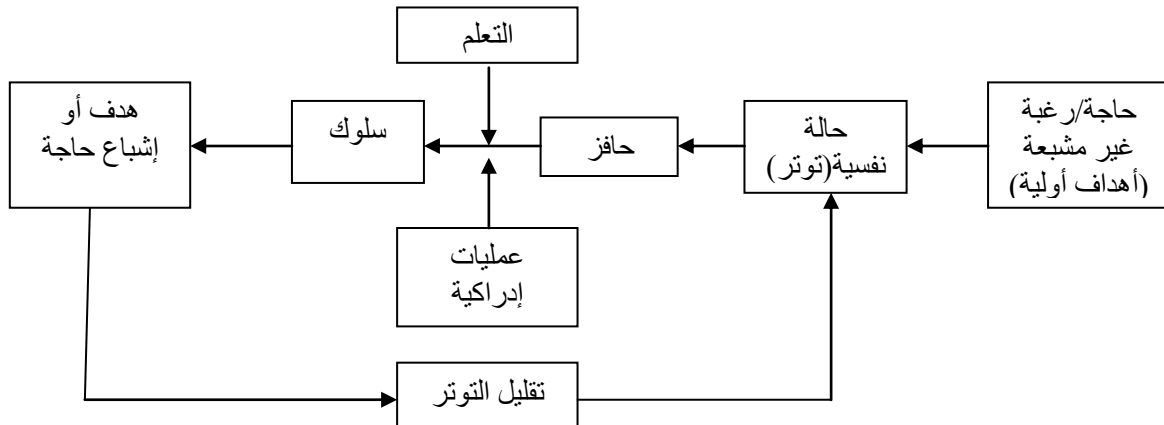 التعلم
حاجة/رغبة
غير مشبعة
(أهداف أولية)
حالة
نفسية(توتر)
حافز
سلوك
هدف أو
إشباع حاجة
عمليات
إدراكية
تقليل التوتر